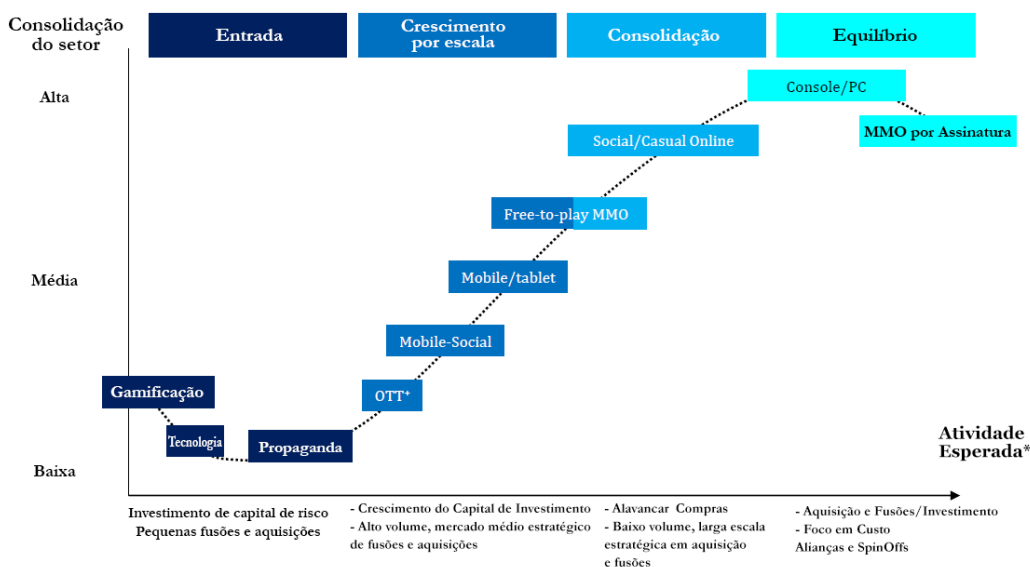 Consolidação
do setor
Entrada
Crescimento
por escala
Consolidação
Equilíbrio
Alta
Console/PC
MMO por Assinatura
Social/Casual Online
Free-to-play MMO
Média
Mobile/tablet
Mobile-Social
Gamificação
OTT+
Tecnologia
Propaganda
Atividade
Esperada*
Baixa
Investimento de capital de risco
Pequenas fusões e aquisições
- Crescimento do Capital de Investimento
- Alto volume, mercado médio estratégico
de fusões e aquisições
- Alavancar Compras
- Baixo volume, larga escala
estratégica em aquisição
e fusões
- Aquisição e Fusões/Investimento
- Foco em Custo
Alianças e SpinOffs